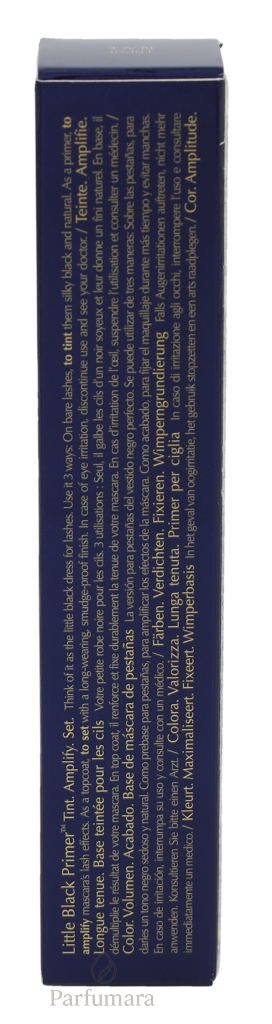 Little Black Primer™ Tint. Amplify. Set. Think of it as the little black dress for lashes. Use it 3 ways: On bare lashes, to tint them silky black and natural. As a primer, to
amplify mascara's lash effects. As a topcoat, to set with a long-wearing, smudge-proof finish. In case of eye irritation, discontinue use and see your doctor. / Teinte. Amplifie.
Longue tenue. Base teintée pour les cils Votre petite robe noire pour les cils. 3 utilisations : Seul, il galbe les cils d'un noir soyeux et leur donne un fini naturel. En base, il
démultiplie le résultat de votre mascara. En top coat, il renforce et fixe durablement la tenue de votre mascara. En cas d'irritation de l'œil, suspendre l'utilisation et consulter un médecin. /
Color. Volumen. Acabado. Base de máscara de pestañas La versión para pestañas del vestido negro perfecto. Se puede utilizar de tres maneras: Sobre las pestañas, para
darles un tono negro sedoso y natural. Como prebase para pestañas, para amplificar los efectos de la máscara. Como acabado, para fijar el maquillaje durante más tiempo y evitar manchas.
En caso de irritación, interrumpa su uso y consulte con un médico. / Färben. Verdichten. Fixieren. Wimperngrundierung Falls Augenirritationen auftreten, nicht mehr
anwenden. Konsultieren Sie bitte einen Arzt. / Colora. Valorizza. Lunga tenuta. Primer per ciglia In caso di irritazione agli occhi, interrompere l'uso e consultare
immediatamente un medico. / Kleurt. Maximaliseert. Fixeert. Wimperbasis In het geval van oogirritatie, het gebruik stopzetten en een arts raadplegen. / Cor. Amplitude.
Parfumara